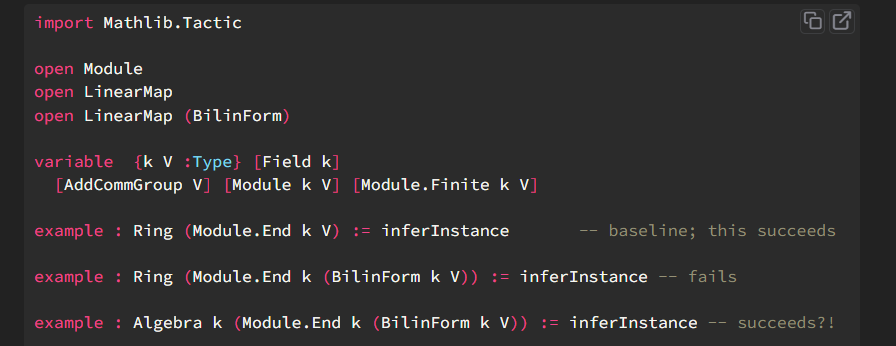 import Mathlib.Tactic
open Module
open LinearMap
open LinearMap (BilinForm)
variable  {k V :Type} [Field k]
  [AddCommGroup V] [Module k V] [Module.Finite k V]
example : Ring (Module.End k V) := inferInstance       -- baseline; this succeeds
example : Ring (Module.End k (BilinForm k V)) := inferInstance -- fails
example : Algebra k (Module.End k (BilinForm k V)) := inferInstance -- succeeds?!